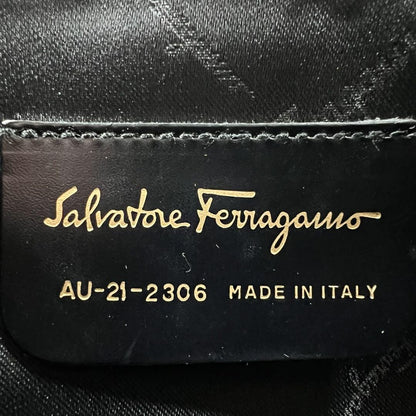 Salvatore Ferragamo
AU-21-2306 MADE IN ITALY